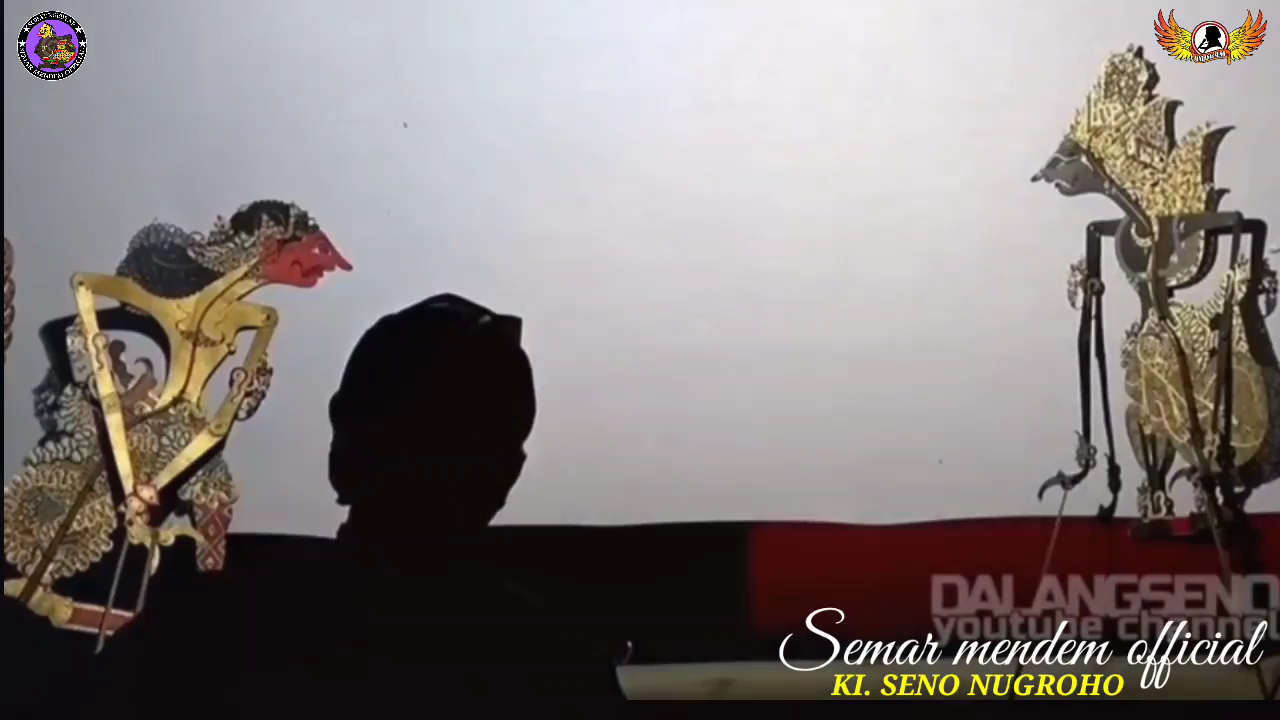 DALANGSENO
youtube channel
Semar mendem official
KI. SENO NUGROHO